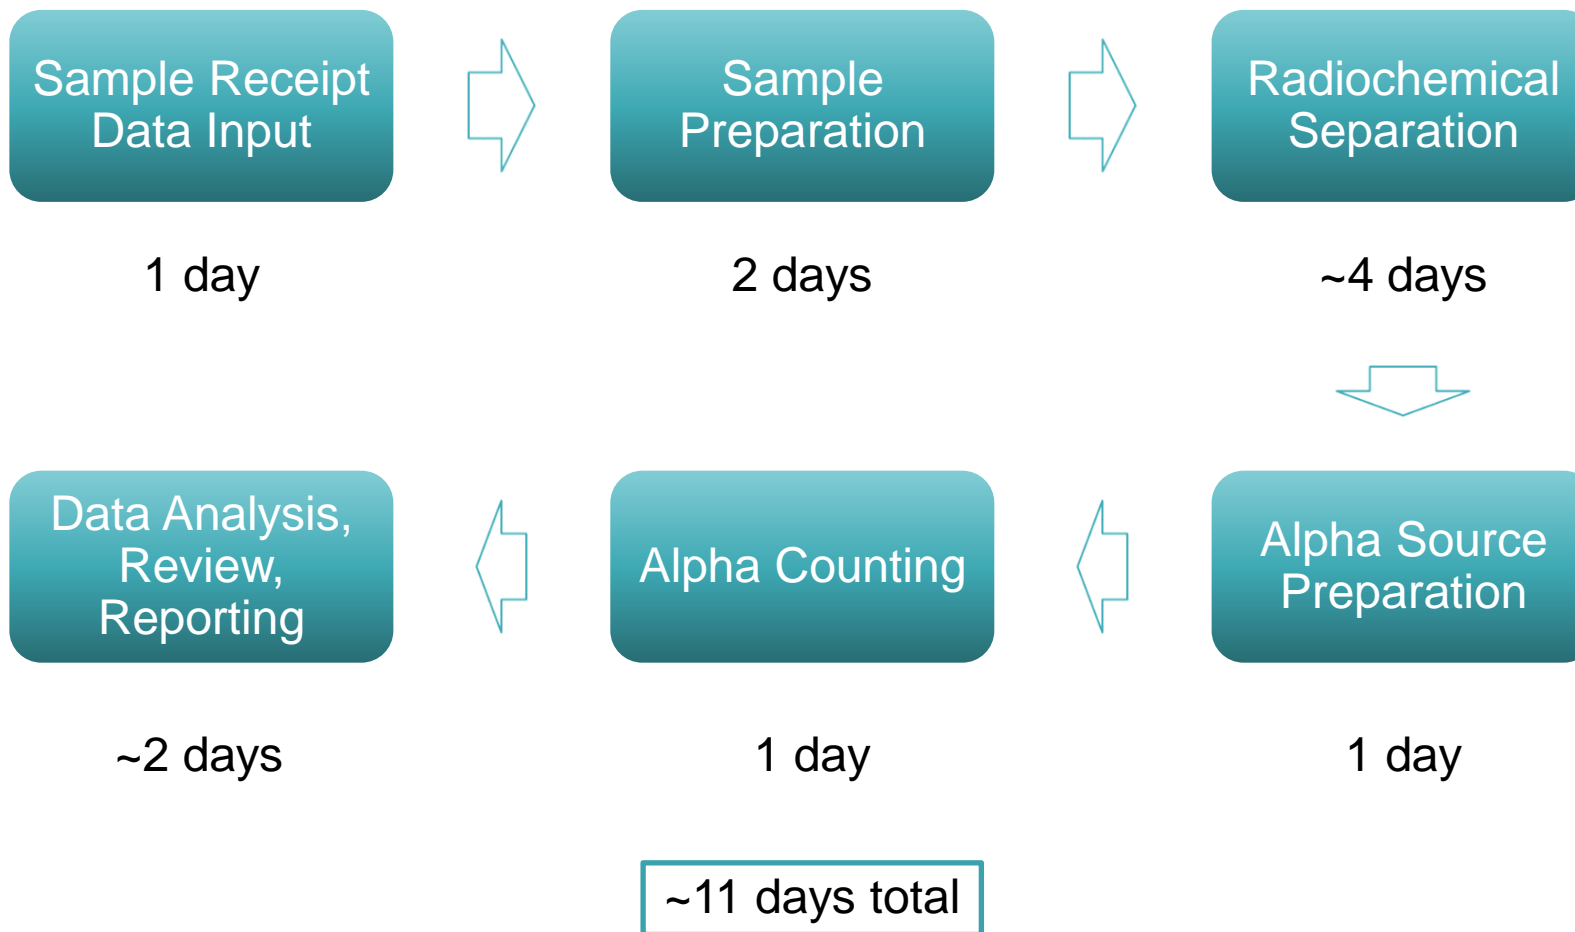 Sample Receipt
Data Input
Sample
Preparation
Radiochemical
Separation
1 day
2 days
~4 days
Data Analysis,
Review,
Reporting
Alpha Counting
Alpha Source
Preparation
~2 days
1 day
1 day
~11 days total